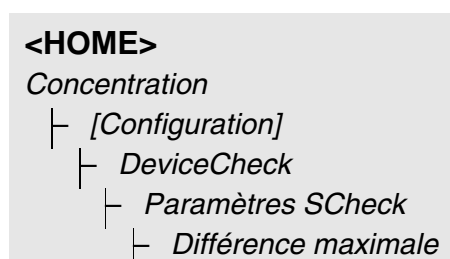 <HOME>
Concentration
[Configuration]
DeviceCheck
Paramètres SCheck
Différence maximale